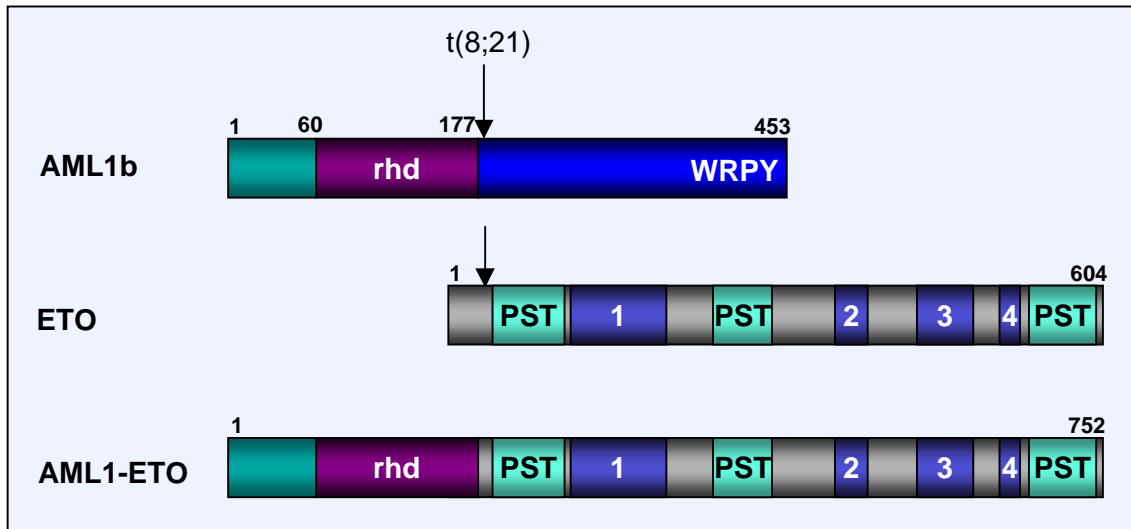 t(8;21)
1 60 177 453
AML1b rhd WRPY
1 604
ETO PST 1 PST 2 3 4 PST
1 752
AML1-ETO rhd PST 1 PST 2 3 4 PST